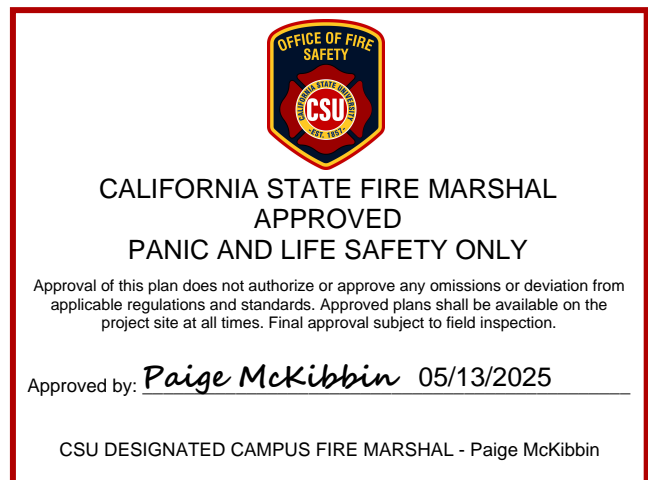 OFFICE OF FIRE
SAFETY
CALIFORNIA STATE UNIVERSITY
CSU
-EST. 1857-
CALIFORNIA STATE FIRE MARSHAL
APPROVED
PANIC AND LIFE SAFETY ONLY
Approval of this plan does not authorize or approve any omissions or deviation from
applicable regulations and standards. Approved plans shall be available on the
project site at all times. Final approval subject to field inspection.
Approved by: Paige McKibbin 05/13/2025
CSU DESIGNATED CAMPUS FIRE MARSHAL - Paige McKibbin